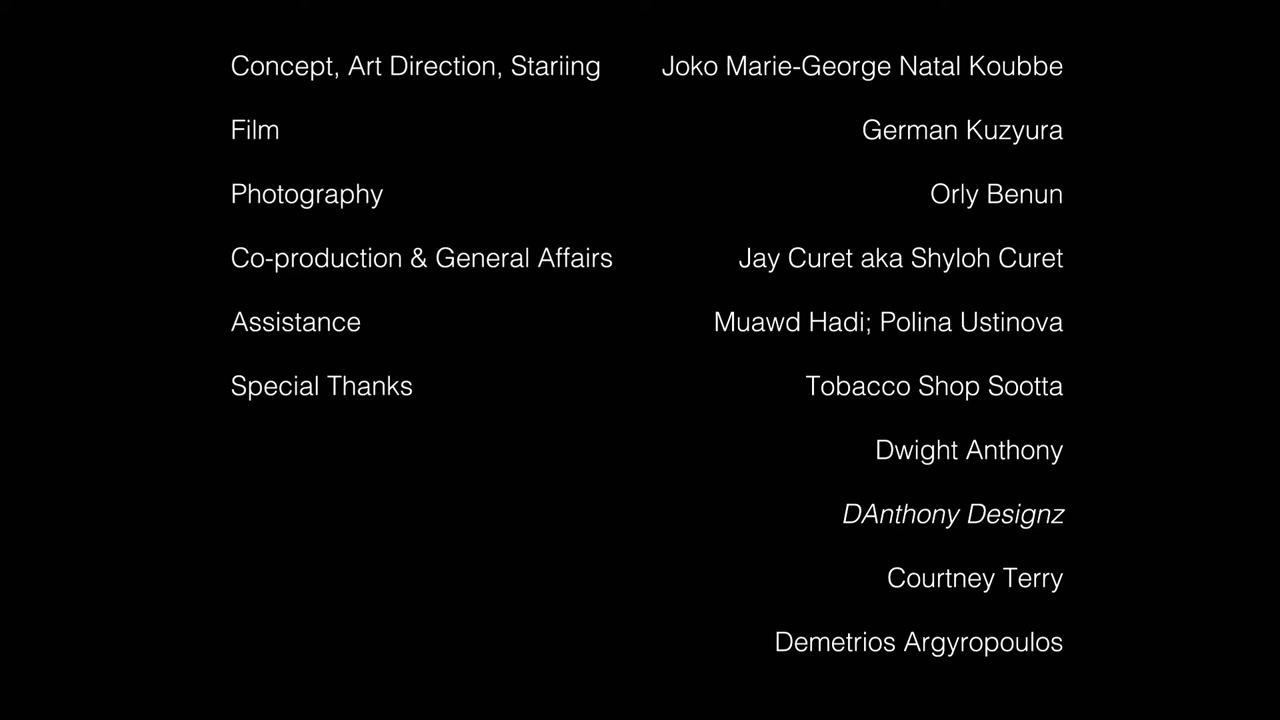 Concept, Art Direction, Stariing Joko Marie-George Natal Koubbe
Film German Kuzyura
Photography Orly Benun
Co-production & General Affairs Jay Curet aka Shyloh Curet
Assistance Muawd Hadi; Polina Ustinova
Special Thanks Tobacco Shop Sootta
Dwight Anthony
DAnthony Designz
Courtney Terry
Demetrios Argyropoulos